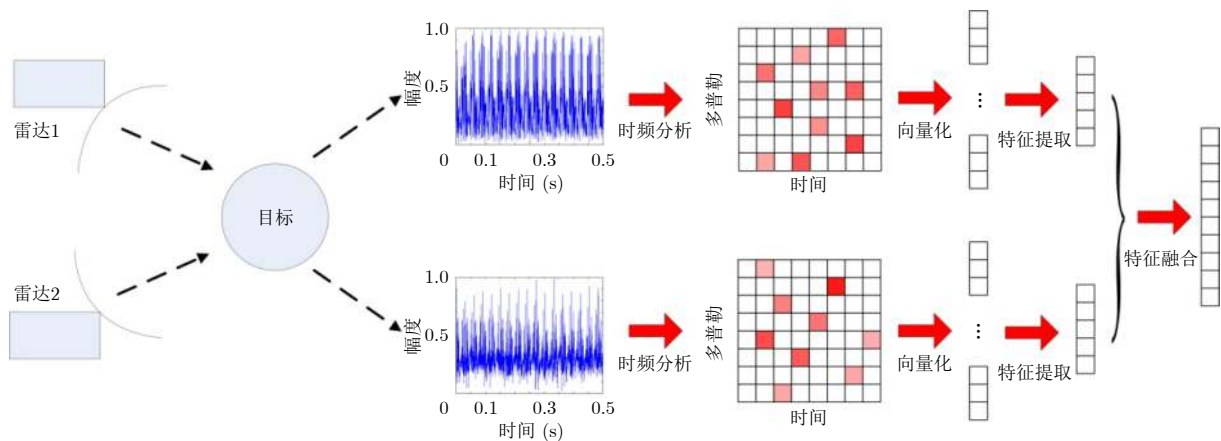 雷达1
雷达2
目标
幅度
1.0
0.5
0
0.1
0.3
0.5
时间 (s)
时频分析
多普勒
时间
向量化
...
特征提取
幅度
1.0
0.5
0
0.1
0.3
0.5
时间 (s)
时频分析
多普勒
时间
向量化
...
特征提取
特征融合